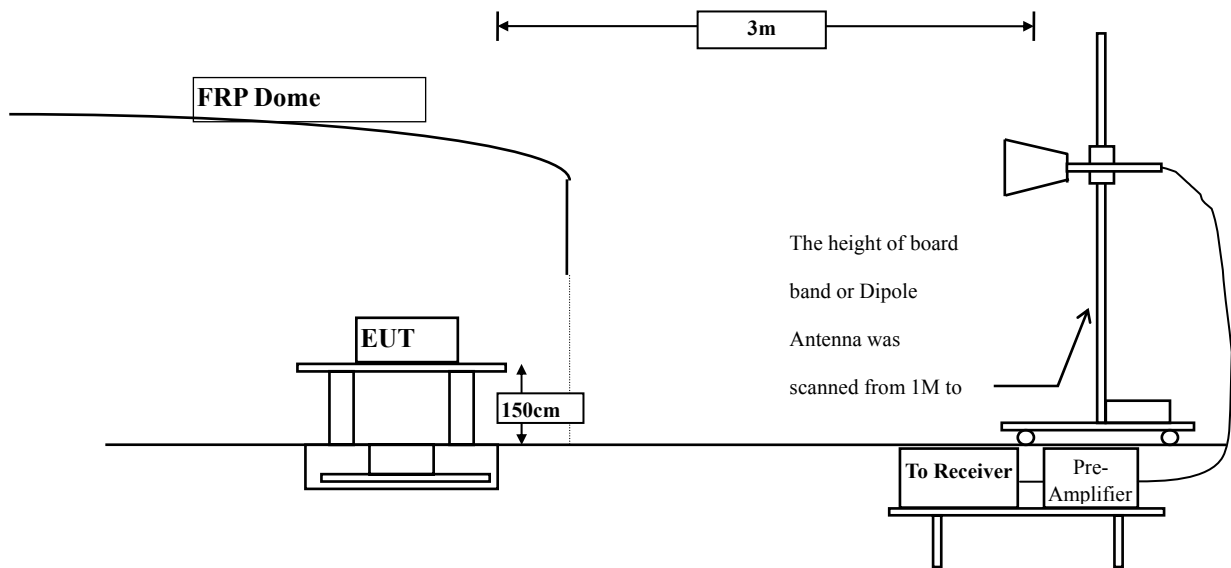 3m
FRP Dome
The height of board
band or Dipole
Antenna was
scanned from 1M to
EUT
150cm
To Receiver
Pre-
Amplifier